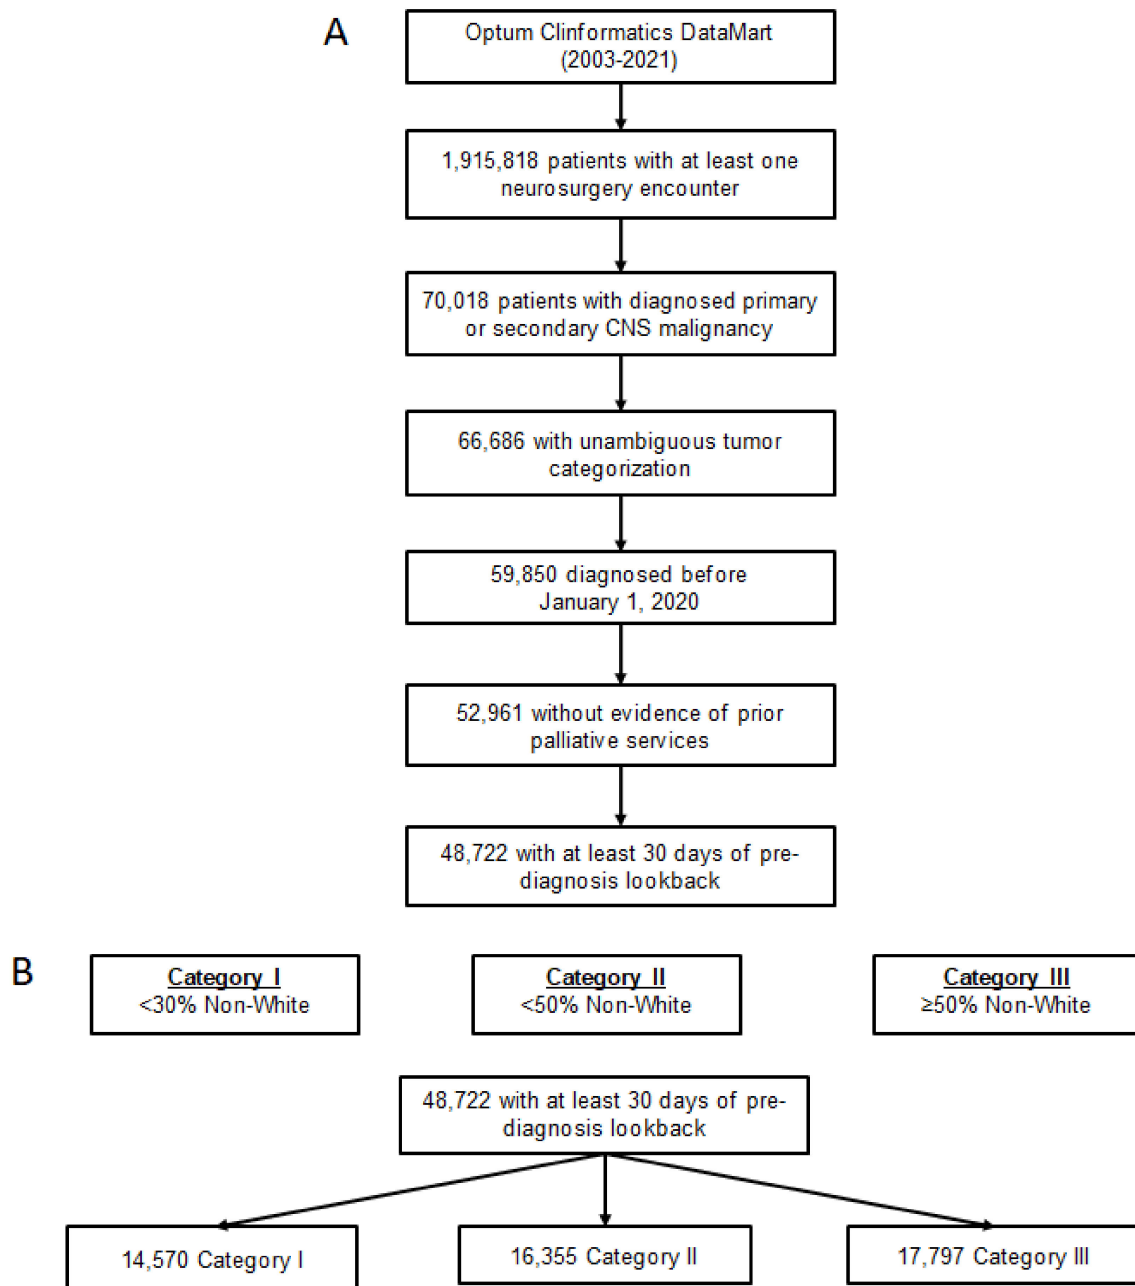 A
Optum Clinformatics DataMart
(2003-2021)
1,915,818 patients with at least one
neurosurgery encounter
70,018 patients with diagnosed primary
or secondary CNS malignancy
66,686 with unambiguous tumor
categorization
59,850 diagnosed before
January 1, 2020
52,961 without evidence of prior
palliative services
48,722 with at least 30 days of pre-
diagnosis lookback
B
Category I
<30% Non-White
Category II
<50% Non-White
Category III
≥50% Non-White
48,722 with at least 30 days of pre-
diagnosis lookback
14,570 Category I
16,355 Category II
17,797 Category III